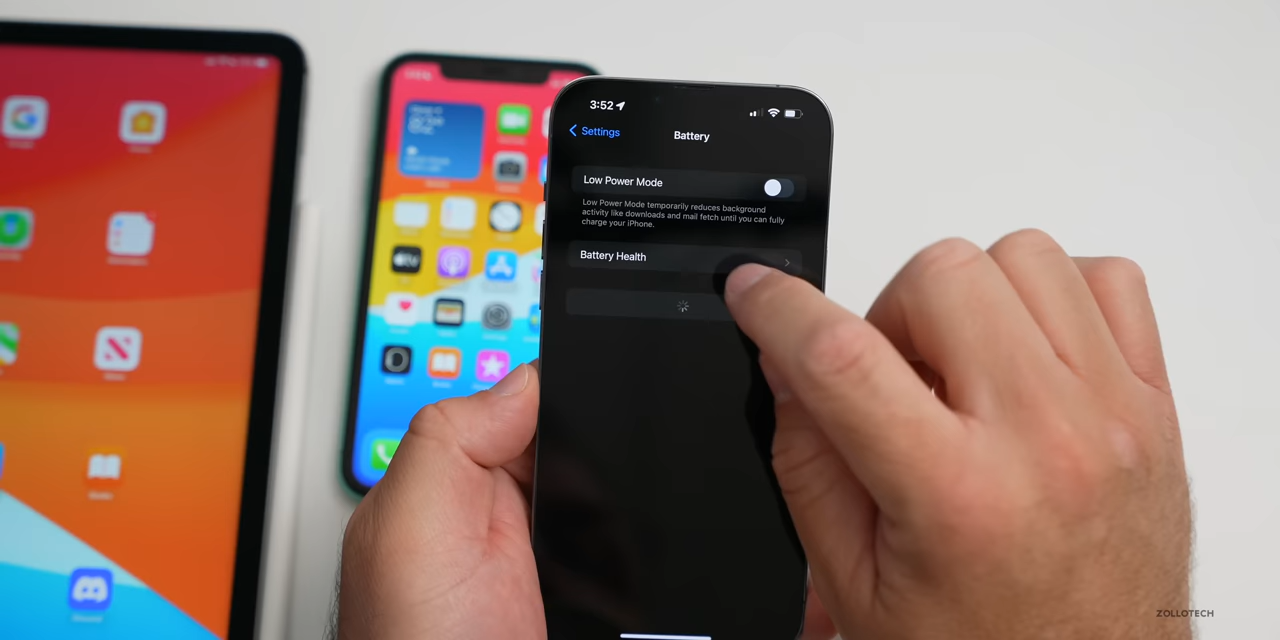 3:52
Settings
Battery
Low Power Mode
Low Power Mode temporarily reduces background
activity like downloads and mail fetch until you can fully
charge your iPhone.
Battery Health
ZOLLOTECH